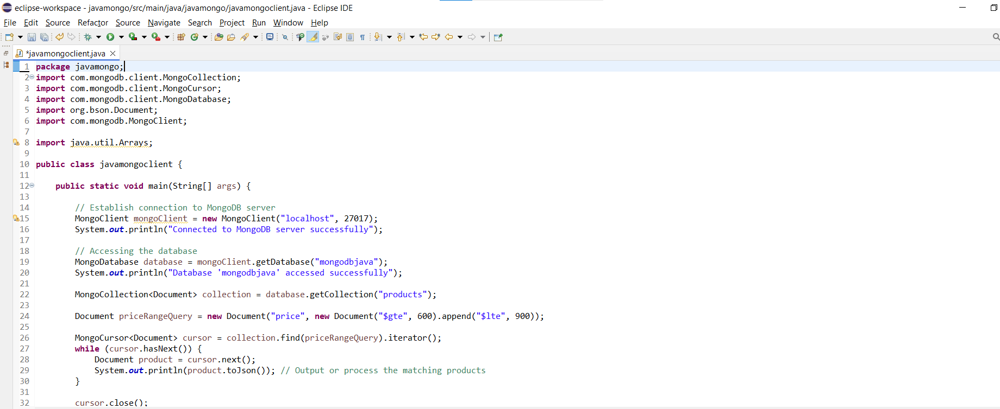 eclipse-workspace - javamongo/src/main/java/javamongo/javamongoclient.java - Eclipse IDE
File Edit Source Refactor Source Navigate Search Project Run Window Help
*javamongoclient.java
1 package javamongo;
2 import com.mongodb.client.MongoCollection;
3 import com.mongodb.client.MongoCursor;
4 import com.mongodb.client.MongoDatabase;
5 import org.bson.Document;
6 import com.mongodb.MongoClient;
7
8 import java.util.Arrays;
9
10 public class javamongoclient {
11
12     public static void main(String[] args) {
13
14         // Establish connection to MongoDB server
15         MongoClient mongoClient = new MongoClient("localhost", 27017);
16         System.out.println("Connected to MongoDB server successfully");
17
18         // Accessing the database
19         MongoDatabase database = mongoClient.getDatabase("mongodbjava");
20         System.out.println("Database 'mongodbjava' accessed successfully");
21
22         MongoCollection<Document> collection = database.getCollection("products");
23
24         Document priceRangeQuery = new Document("price", new Document("$gte", 600).append("$lte", 900));
25
26         MongoCursor<Document> cursor = collection.find(priceRangeQuery).iterator();
27         while (cursor.hasNext()) {
28             Document product = cursor.next();
29             System.out.println(product.toJson()); // Output or process the matching products
30         }
31
32         cursor.close();